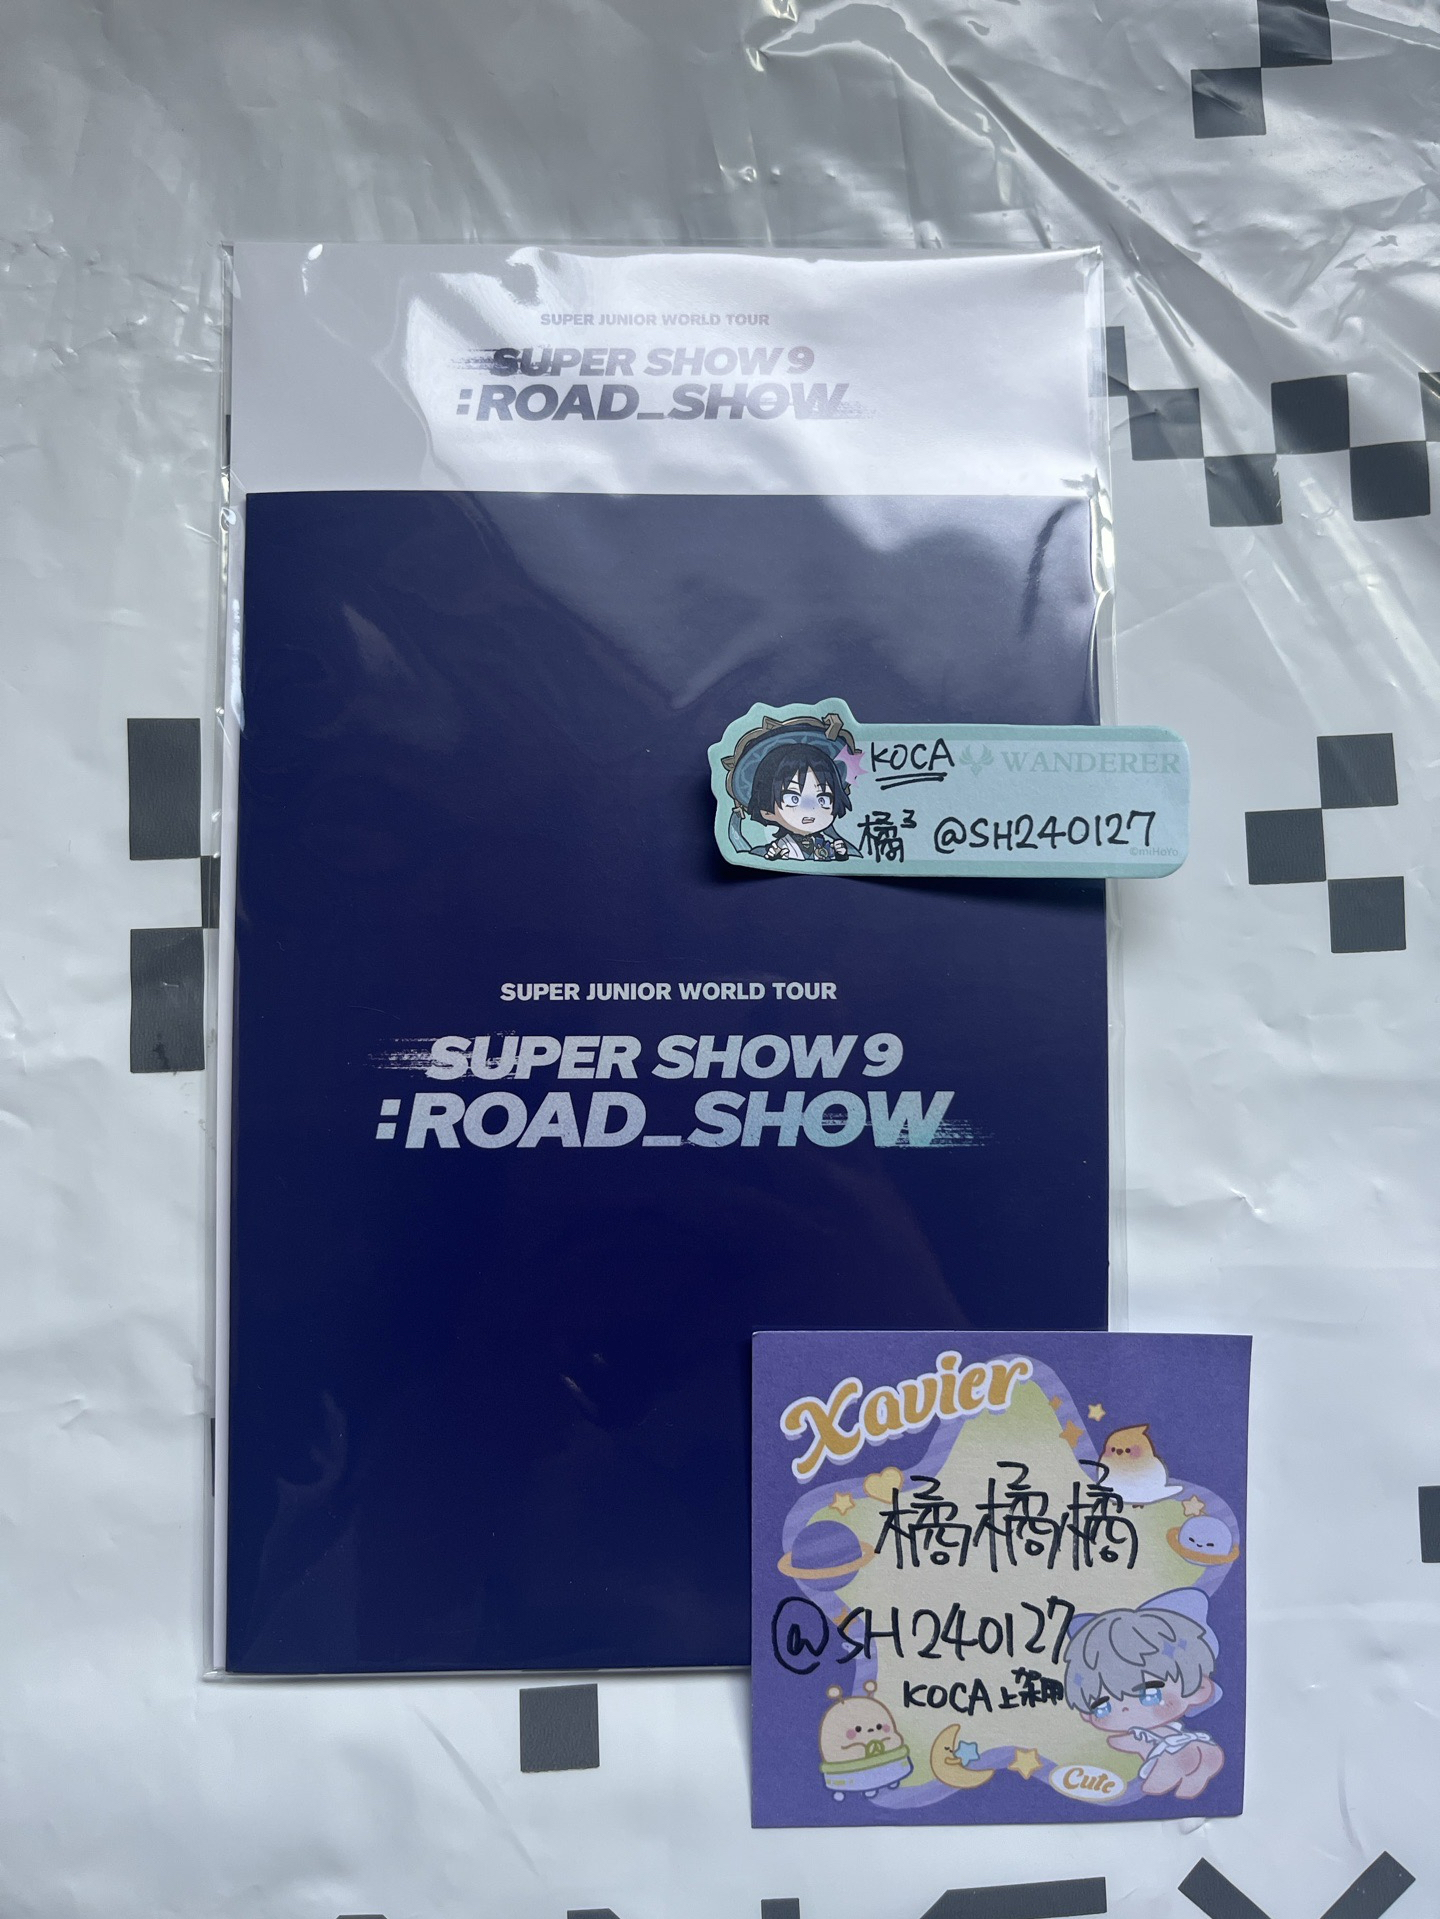 SUPER JUNIOR WORLD TOUR
SUPER SHOW 9
:ROAD_SHOW
KOCA
WANDERER
橘³ @SH240127
©miHoYo
SUPER JUNIOR WORLD TOUR
SUPER SHOW 9
:ROAD_SHOW
Xavier
橘橘橘
@SH240127
KOCA上架用
Cute